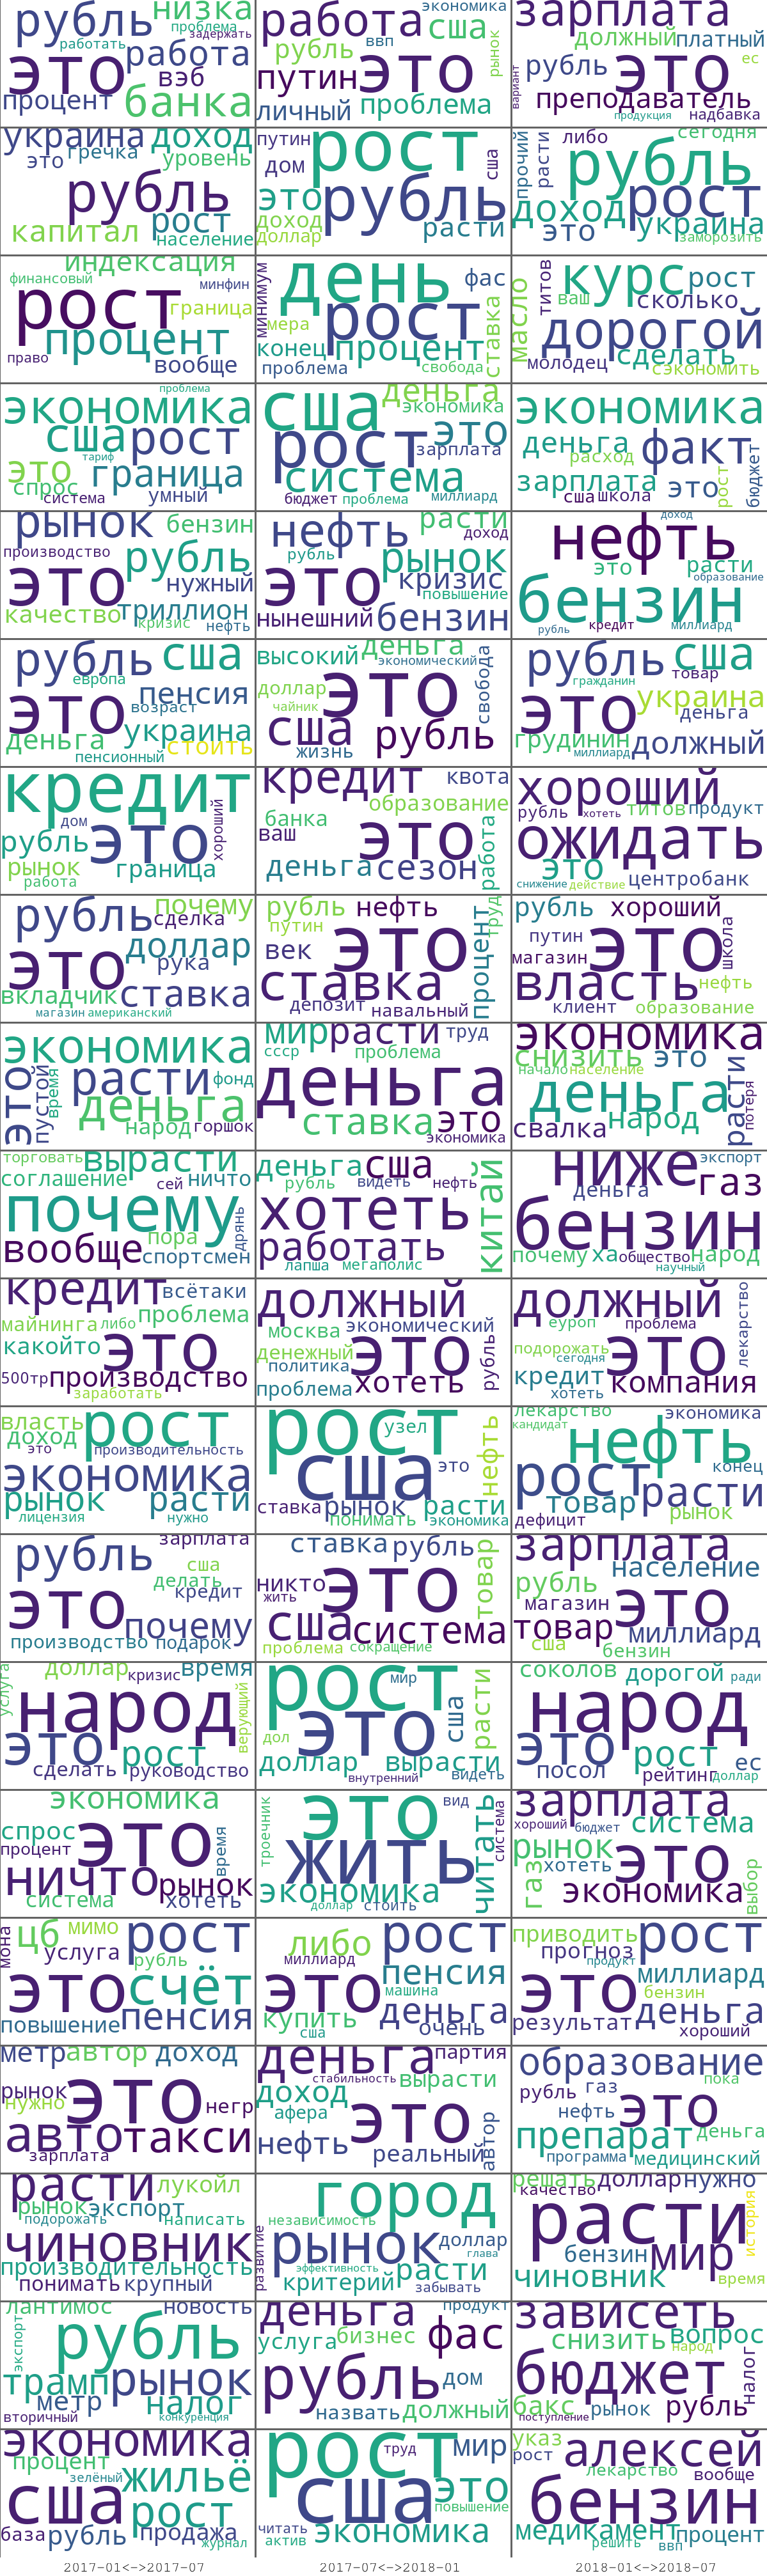 рубль
низка
проблема
задержать
работать
работа
это
вэб
процент
банка
экономика
работа
ввп
сша
рубль
рынок
путин
это
личный
проблема
зарплата
должный
платный
рубль
это
ес
вариант
преподаватель
продукция
надбавка
украина
доход
это
гречка
уровень
рубль
рост
капитал
население
путин
рост
дом
сша
это
рубль
доход
доллар
расти
прочий
расти
либо
сегодня
рубль
доход
рост
украина
это
заморозить
индексация
финансовый
минфин
рост
граница
процент
право
вообще
минимум
день
фас
рост
мера
ставка
конец
процент
проблема
свобода
масло
титов
курс
рост
ваш
сколько
дорогой
молодец
сделать
сэкономить
проблема
экономика
сша
рост
тариф
это
граница
спрос
система
умный
сша
деньга
экономика
рост
это
зарплата
система
бюджет
проблема
миллиард
экономика
деньга
факт
расход
зарплата
это
рост
бюджет
сша
школа
рынок
бензин
производство
рубль
это
нужный
качество
триллион
кризис
нефть
нефть
расти
доход
рубль
рынок
это
кризис
повышение
нынешний
бензин
доход
нефть
это
расти
образование
бензин
рубль
кредит
миллиард
рубль
сша
европа
пенсия
это
возраст
украина
деньга
стоить
пенсионный
высокий
деньга
экономический
доллар
это
чайник
свобода
сша
рубль
жизнь
рубль
сша
гражданин
товар
это
украина
деньга
грудинин
должный
миллиард
кредит
дом
рубль
это
хороший
рынок
граница
работа
кредит
квота
образование
банка
ваш
это
работа
деньга
сезон
хороший
рубль
хотеть
титов
продукт
ожидать
это
снижение
действие
центробанк
рубль
почему
сделка
доллар
это
рука
вкладчик
ставка
магазин
американский
рубль
нефть
труд
путин
это
процент
век
ставка
депозит
навальный
рубль
хороший
путин
это
школа
магазин
власть
нефть
клиент
образование
экономика
это
пустой
время
расти
фонд
деньга
народ
горшок
мир
расти
труд
ссср
проблема
деньга
ставка
это
экономика
экономика
снизить
это
начало
население
деньга
расти
потеря
свалка
народ
торговать
вырасти
соглашение
сей
ничто
почему
дрянь
вообще
пора
спортсмен
деньга
сша
рубль
видеть
нефть
хотеть
китай
работать
лапша
мегаполис
ниже
экспорт
деньга
газ
бензин
почему
ха
общество
народ
научный
кредит
всётаки
майнинга
либо
проблема
какойто
это
500тр
производство
заработать
должный
москва
экономический
денежный
это
политика
рубль
проблема
хотеть
должный
лекарство
еуроп
проблема
подорожать
сегодня
это
кредит
хотеть
компания
власть
рост
доход
это
производительность
экономика
рынок
расти
лицензия
нужно
рост
узел
нефть
сша
это
ставка
рынок
расти
понимать
экономика
лекарство
кандидат
экономика
нефть
рост
конец
товар
расти
дефицит
рынок
рубль
зарплата
сша
делать
это
кредит
почему
производство
подарок
ставка
рубль
товар
никто
это
жить
сша
система
проблема
сокращение
зарплата
население
рубль
магазин
это
товар
миллиард
сша
бензин
услуга
доллар
кризис
время
народ
верующий
это
рост
сделать
руководство
рост
мир
сша
расти
дол
это
доллар
вырасти
внутренний
видеть
соколов
дорогой
ради
народ
это
рост
посол
ес
рейтинг
доллар
экономика
спрос
процент
это
время
ничто
рынок
система
хотеть
троечник
это
вид
читать
система
жить
экономика
доллар
стоить
зарплата
хороший
бюджет
система
рынок
хотеть
это
газ
экономика
выбор
мона
цб
мимо
рост
услуга
рубль
это
счёт
повышение
пенсия
либо
рост
миллиард
пенсия
это
машина
купить
деньга
сша
очень
приводить
рост
прогноз
продукт
миллиард
это
бензин
результат
деньга
хороший
метр
автор
доход
рынок
это
нужно
негр
авто
такси
зарплата
деньга
партия
стабильность
вырасти
доход
афера
это
нефть
реальный
автор
образование
пока
рубль
газ
нефть
это
препарат
деньга
программа
медицинский
расти
лукойл
рынок
экспорт
подорожать
написать
чиновник
производительность
понимать
крупный
город
независимость
развитие
рынок
доллар
глава
эффективность
расти
критерий
забывать
решать
доллар
нужно
качество
расти
история
бензин
мир
чиновник
время
лантимос
новость
экспорт
рубль
трамп
рынок
метр
налог
вторичный
конкуренция
деньга
продукт
услуга
бизнес
фас
рубль
дом
назвать
должный
зависеть
снизить
вопрос
народ
бюджет
налог
бакс
рынок
рубль
поступление
экономика
процент
зелёный
жильё
сша
рост
база
рубль
продажа
журнал
рост
труд
мир
сша
это
повышение
читать
актив
экономика
указ
рост
алексей
лекарство
вообще
бензин
медикамент
решить
ввп
процент
2017-01<->2017-07
2017-07<->2018-01
2018-01<->2018-07